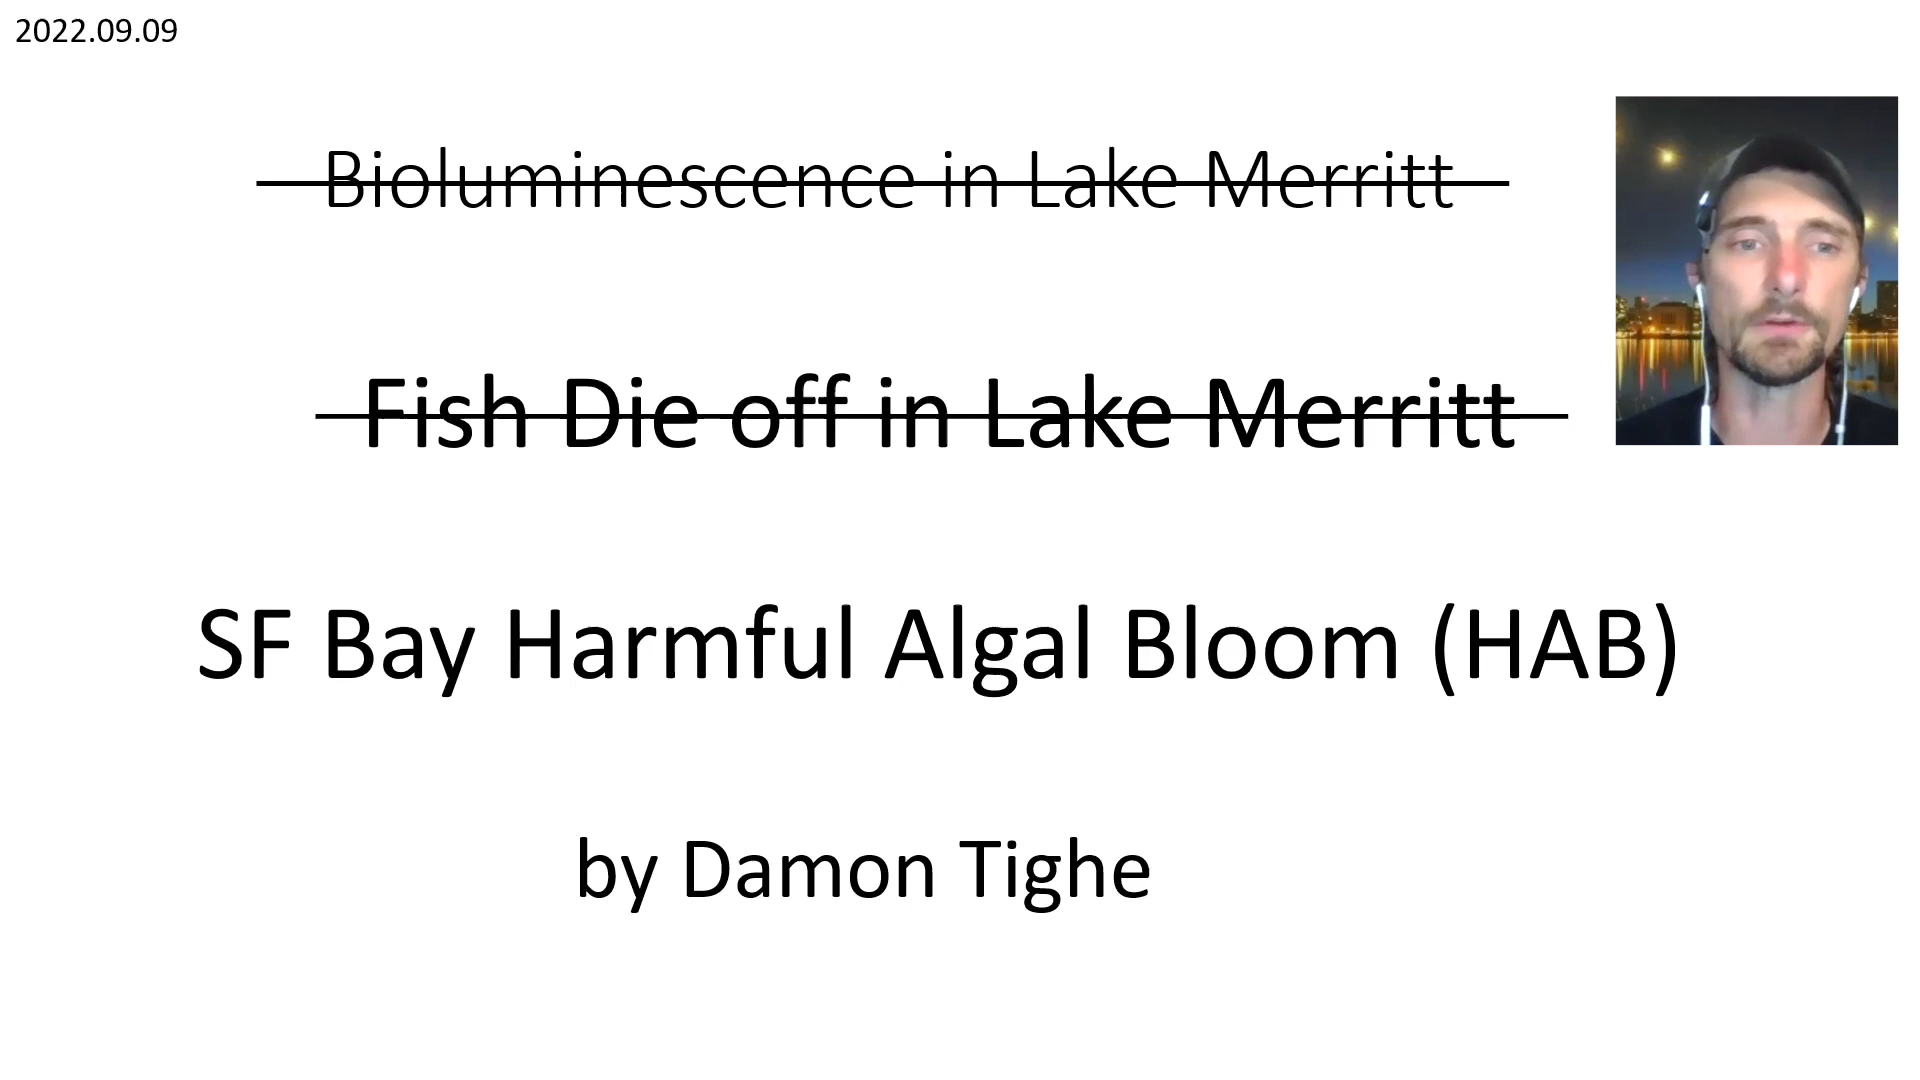 2022.09.09
Bioluminescence in Lake Merritt
Fish Die off in Lake Merritt
SF Bay Harmful Algal Bloom (HAB)
by Damon Tighe